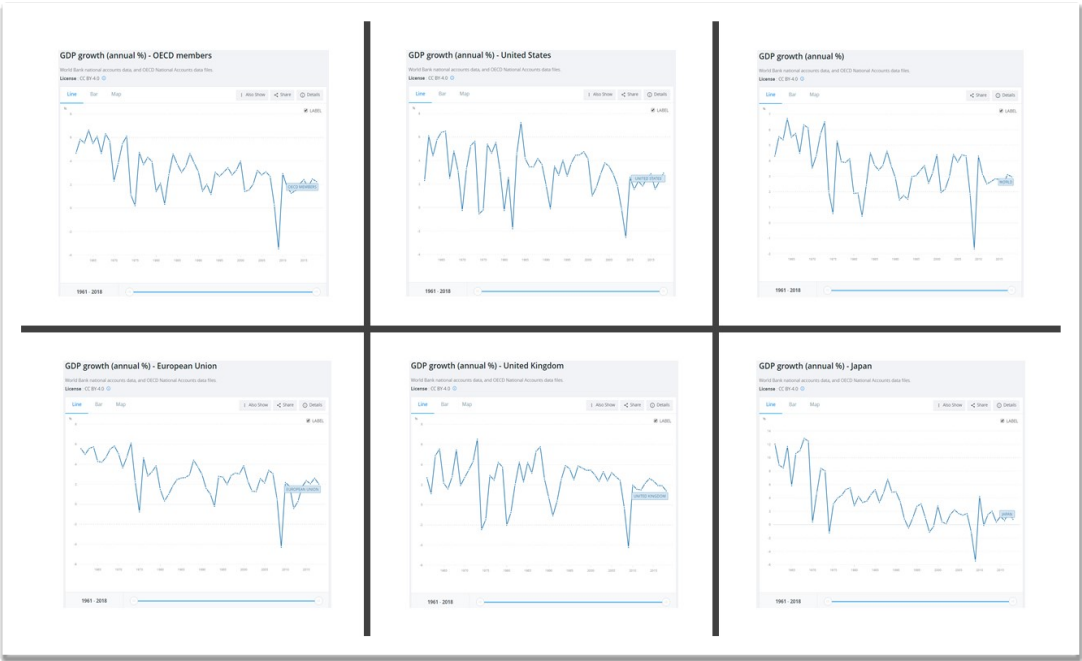 GDP growth (annual %) - OECD members
World Bank national accounts data, and OECD National Accounts data files.
License : CC BY-4.0
Line Bar Map Also Show Share Details
LABEL
OECD MEMBERS
1961 - 2018
GDP growth (annual %) - United States
World Bank national accounts data, and OECD National Accounts data files.
License : CC BY-4.0
Line Bar Map Also Show Share Details
LABEL
UNITED STATES
1961 - 2018
GDP growth (annual %)
World Bank national accounts data, and OECD National Accounts data files.
License : CC BY-4.0
Line Bar Map Share Details
LABEL
WORLD
1961 - 2018
GDP growth (annual %) - European Union
World Bank national accounts data, and OECD National Accounts data files.
License : CC BY-4.0
Line Bar Map Also Show Share Details
LABEL
EUROPEAN UNION
1961 - 2018
GDP growth (annual %) - United Kingdom
World Bank national accounts data, and OECD National Accounts data files.
License : CC BY-4.0
Line Bar Map Also Show Share Details
LABEL
UNITED KINGDOM
1961 - 2018
GDP growth (annual %) - Japan
World Bank national accounts data, and OECD National Accounts data files.
License : CC BY-4.0
Line Bar Map Also Show Share Details
LABEL
JAPAN
1961 - 2018